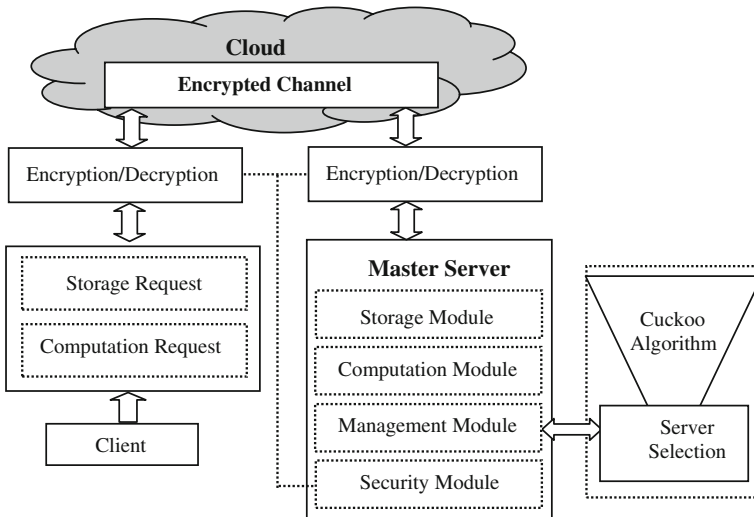 Cloud
Encrypted Channel
Encryption/Decryption
Encryption/Decryption
Storage Request
Computation Request
Client
Master Server
Storage Module
Computation Module
Management Module
Security Module
Cuckoo
Algorithm
Server
Selection